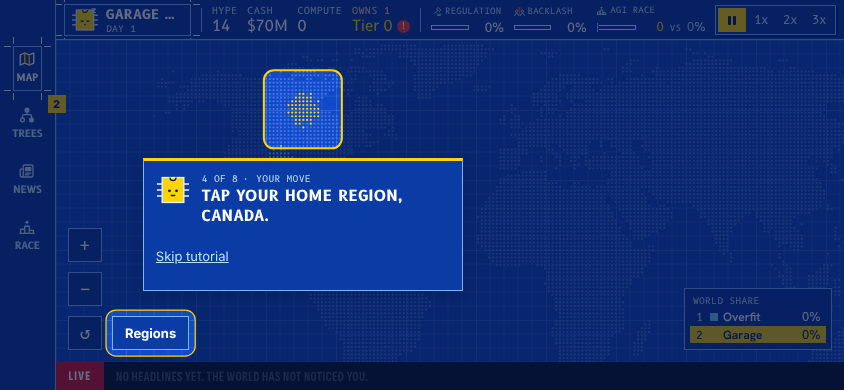 GARAGE ...
DAY 1
HYPE
14
CASH
$70M
COMPUTE
0
OWNS 1
Tier 0 !
REGULATION
0%
BACKLASH
0%
AGI RACE
0 VS 0%
1x 2x 3x
MAP
2
TREES
NEWS
RACE
4 OF 8 · YOUR MOVE
TAP YOUR HOME REGION,
CANADA.
Skip tutorial
+
−
↺
Regions
WORLD SHARE
1 Overfit 0%
2 Garage 0%
LIVE
NO HEADLINES YET. THE WORLD HAS NOT NOTICED YOU.